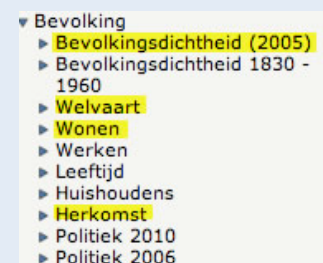 Bevolking
Bevolkingsdichtheid (2005)
Bevolkingsdichtheid 1830 -
1960
Welvaart
Wonen
Werken
Leeftijd
Huishoudens
Herkomst
Politiek 2010
Politiek 2006